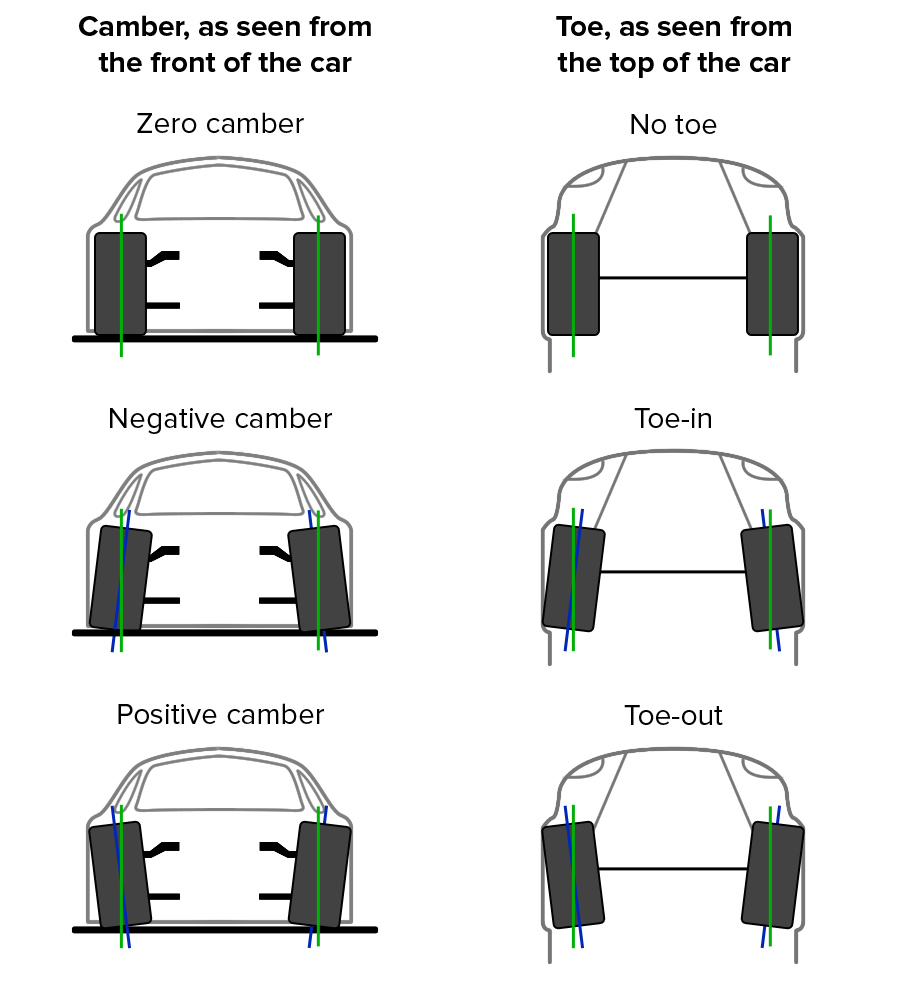 Camber, as seen from
the front of the car
Toe, as seen from
the top of the car
Zero camber
No toe
Negative camber
Toe-in
Positive camber
Toe-out